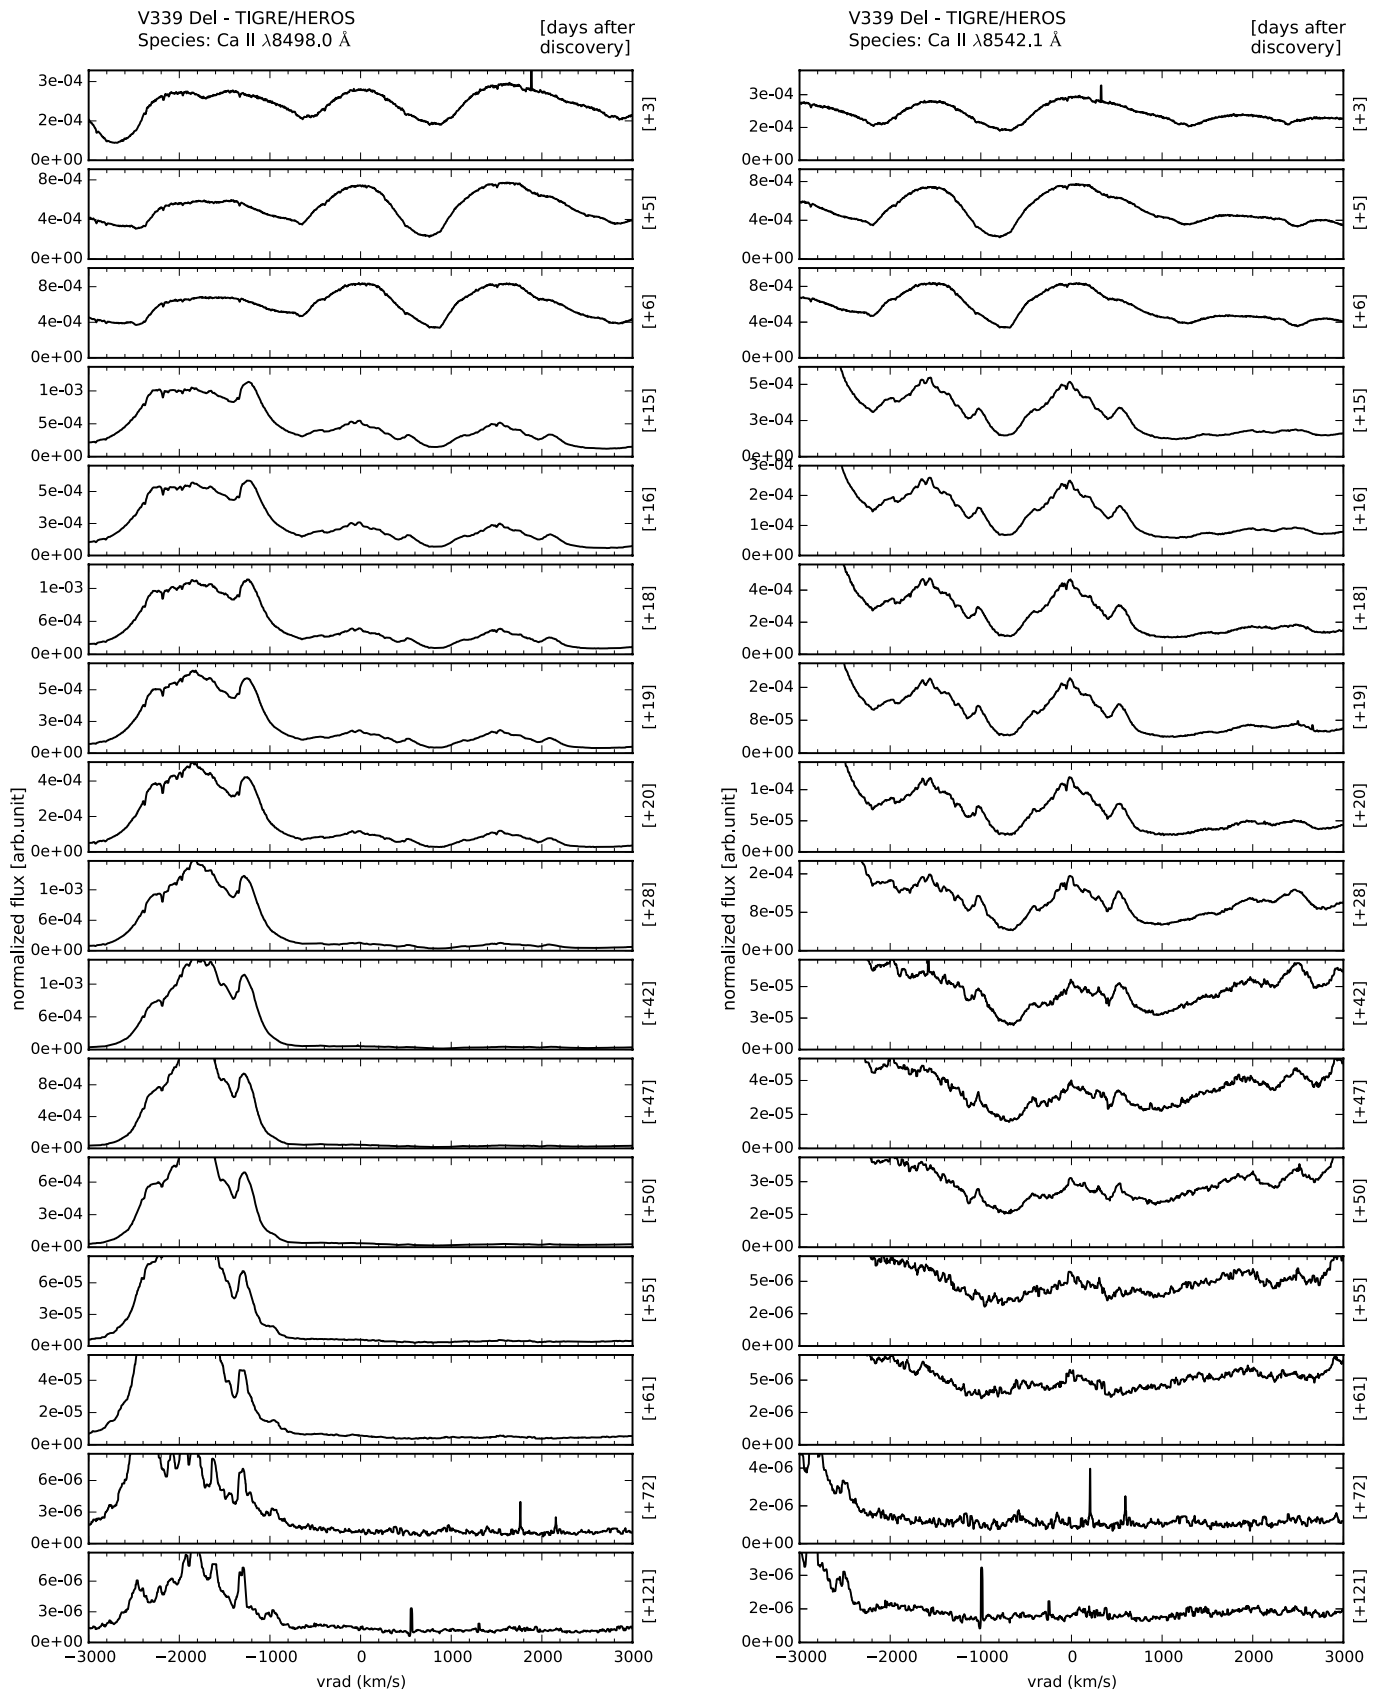 V339 Del - TIGRE/HEROS
Species: Ca II λ8498.0 Å
[days after
discovery]
3e-04
2e-04
0e+00
[+3]
8e-04
4e-04
0e+00
[+5]
8e-04
4e-04
0e+00
[+6]
1e-03
5e-04
0e+00
[+15]
5e-04
3e-04
0e+00
[+16]
1e-03
6e-04
0e+00
[+18]
5e-04
3e-04
0e+00
[+19]
4e-04
2e-04
0e+00
[+20]
1e-03
6e-04
0e+00
[+28]
1e-03
6e-04
0e+00
[+42]
8e-04
4e-04
0e+00
[+47]
6e-04
3e-04
0e+00
[+50]
6e-05
3e-05
0e+00
[+55]
4e-05
2e-05
0e+00
[+61]
6e-06
3e-06
0e+00
[+72]
6e-06
3e-06
0e+00
[+121]
normalized flux [arb.unit]
−3000 −2000 −1000 0 1000 2000 3000
vrad (km/s)
V339 Del - TIGRE/HEROS
Species: Ca II λ8542.1 Å
[days after
discovery]
3e-04
2e-04
0e+00
[+3]
8e-04
4e-04
0e+00
[+5]
8e-04
4e-04
0e+00
[+6]
5e-04
3e-04
0e+00
[+15]
3e-04
2e-04
1e-04
0e+00
[+16]
4e-04
2e-04
0e+00
[+18]
2e-04
8e-05
0e+00
[+19]
1e-04
5e-05
0e+00
[+20]
2e-04
8e-05
0e+00
[+28]
5e-05
3e-05
0e+00
[+42]
4e-05
2e-05
0e+00
[+47]
3e-05
2e-05
0e+00
[+50]
5e-06
2e-06
0e+00
[+55]
5e-06
2e-06
0e+00
[+61]
4e-06
2e-06
0e+00
[+72]
3e-06
2e-06
0e+00
[+121]
normalized flux [arb.unit]
−3000 −2000 −1000 0 1000 2000 3000
vrad (km/s)